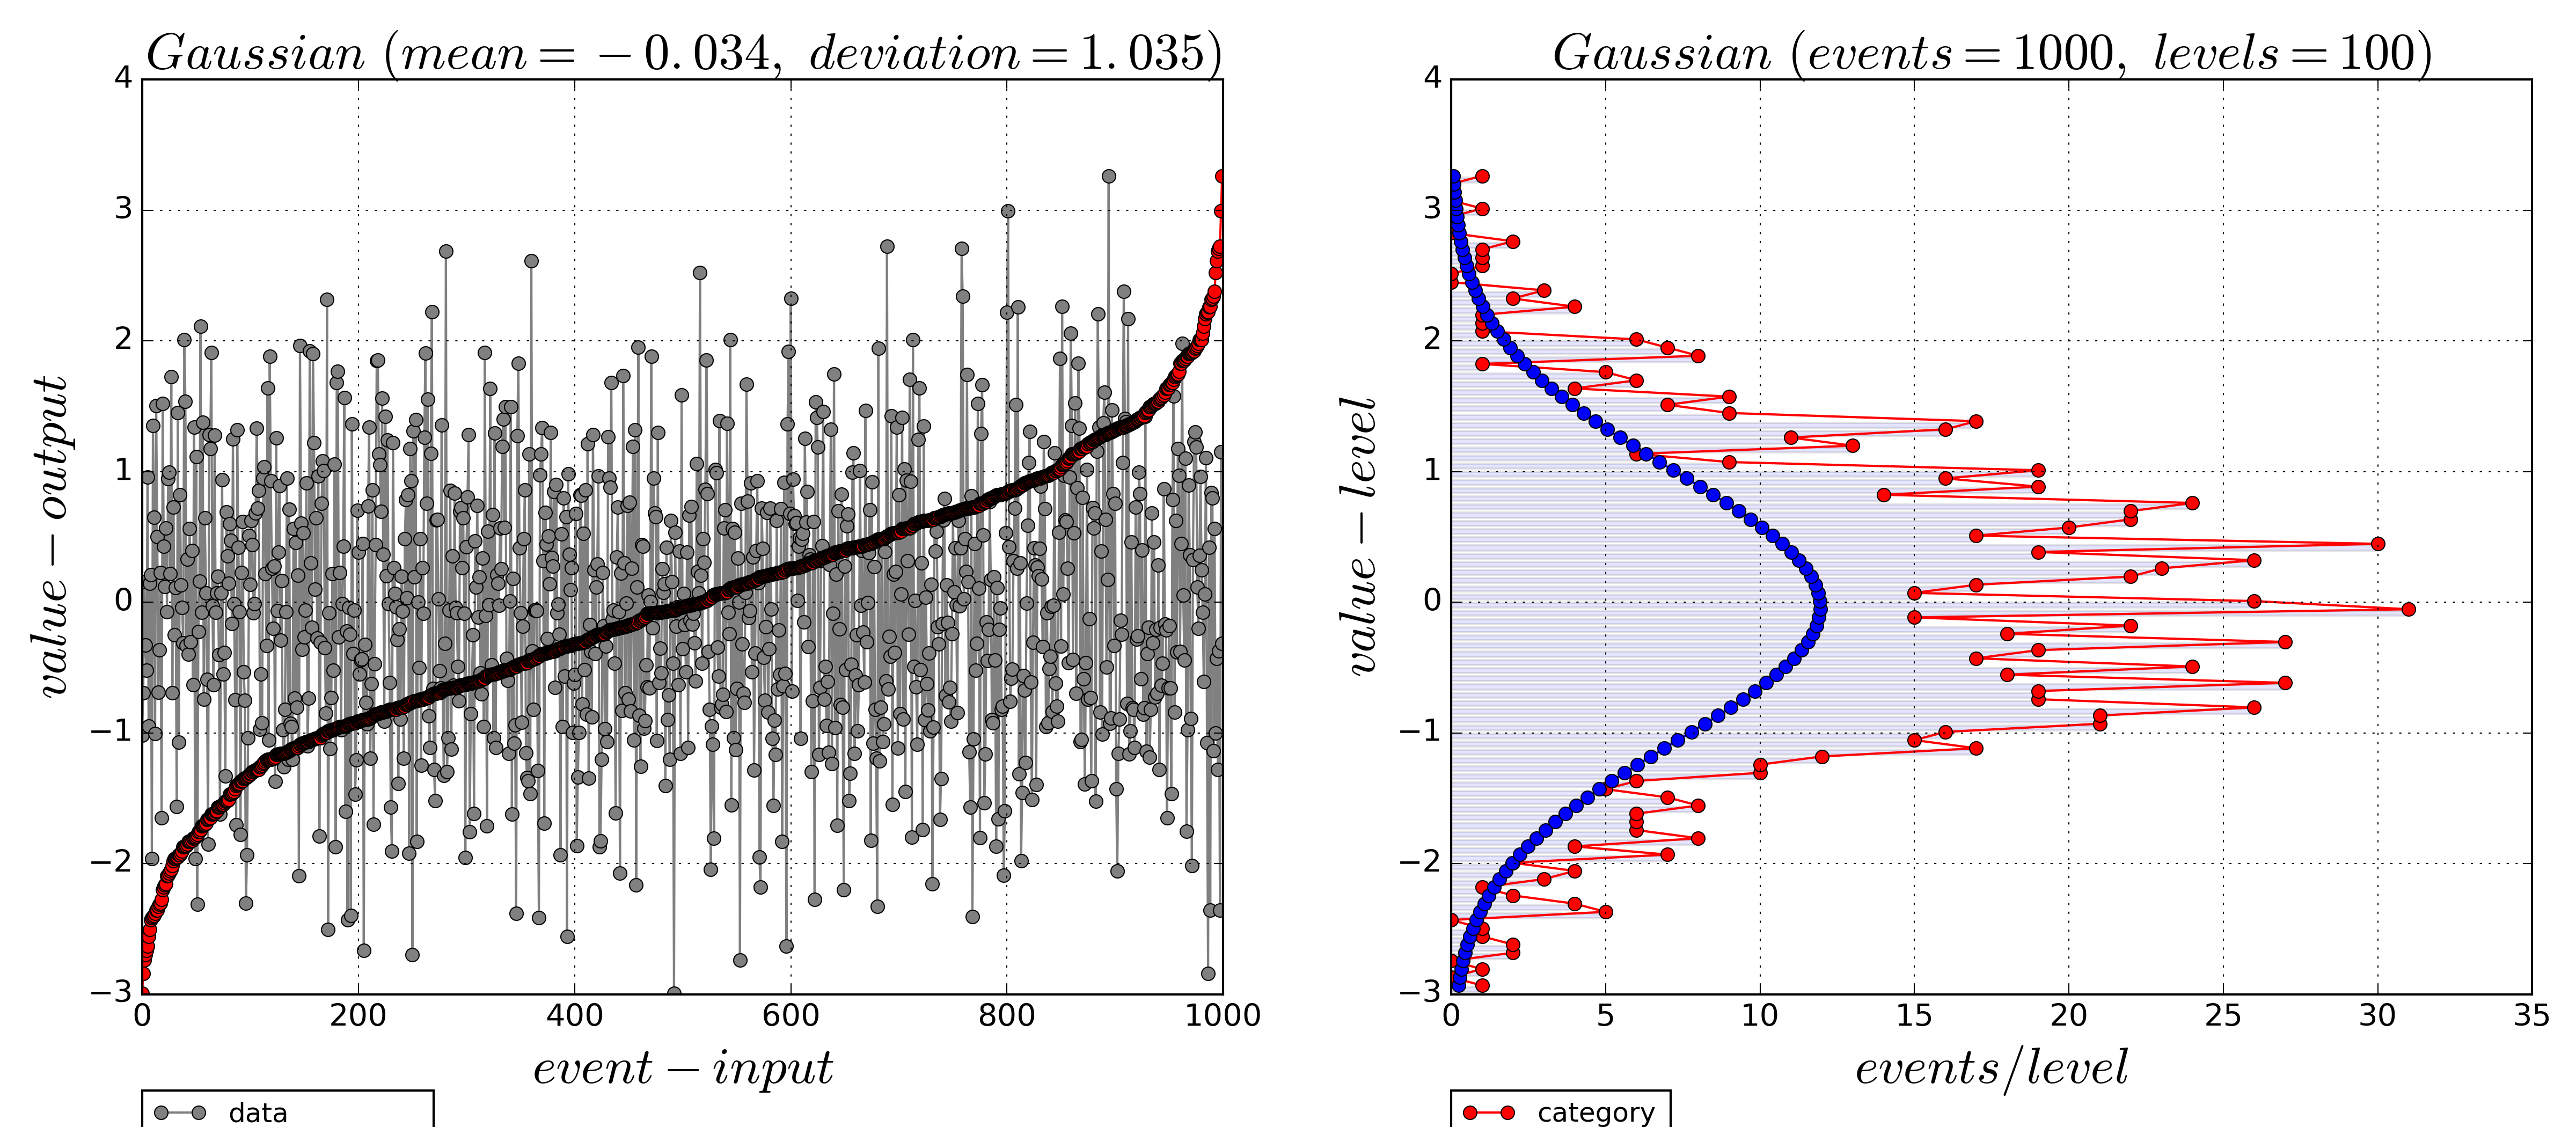 Gaussian (mean = −0.034, deviation = 1.035)
4
3
2
1
0
−1
−2
−3
value − output
0 200 400 600 800 1000
event − input
data
Gaussian (events = 1000, levels = 100)
4
3
2
1
0
−1
−2
−3
value − level
0 5 10 15 20 25 30 35
events/level
category